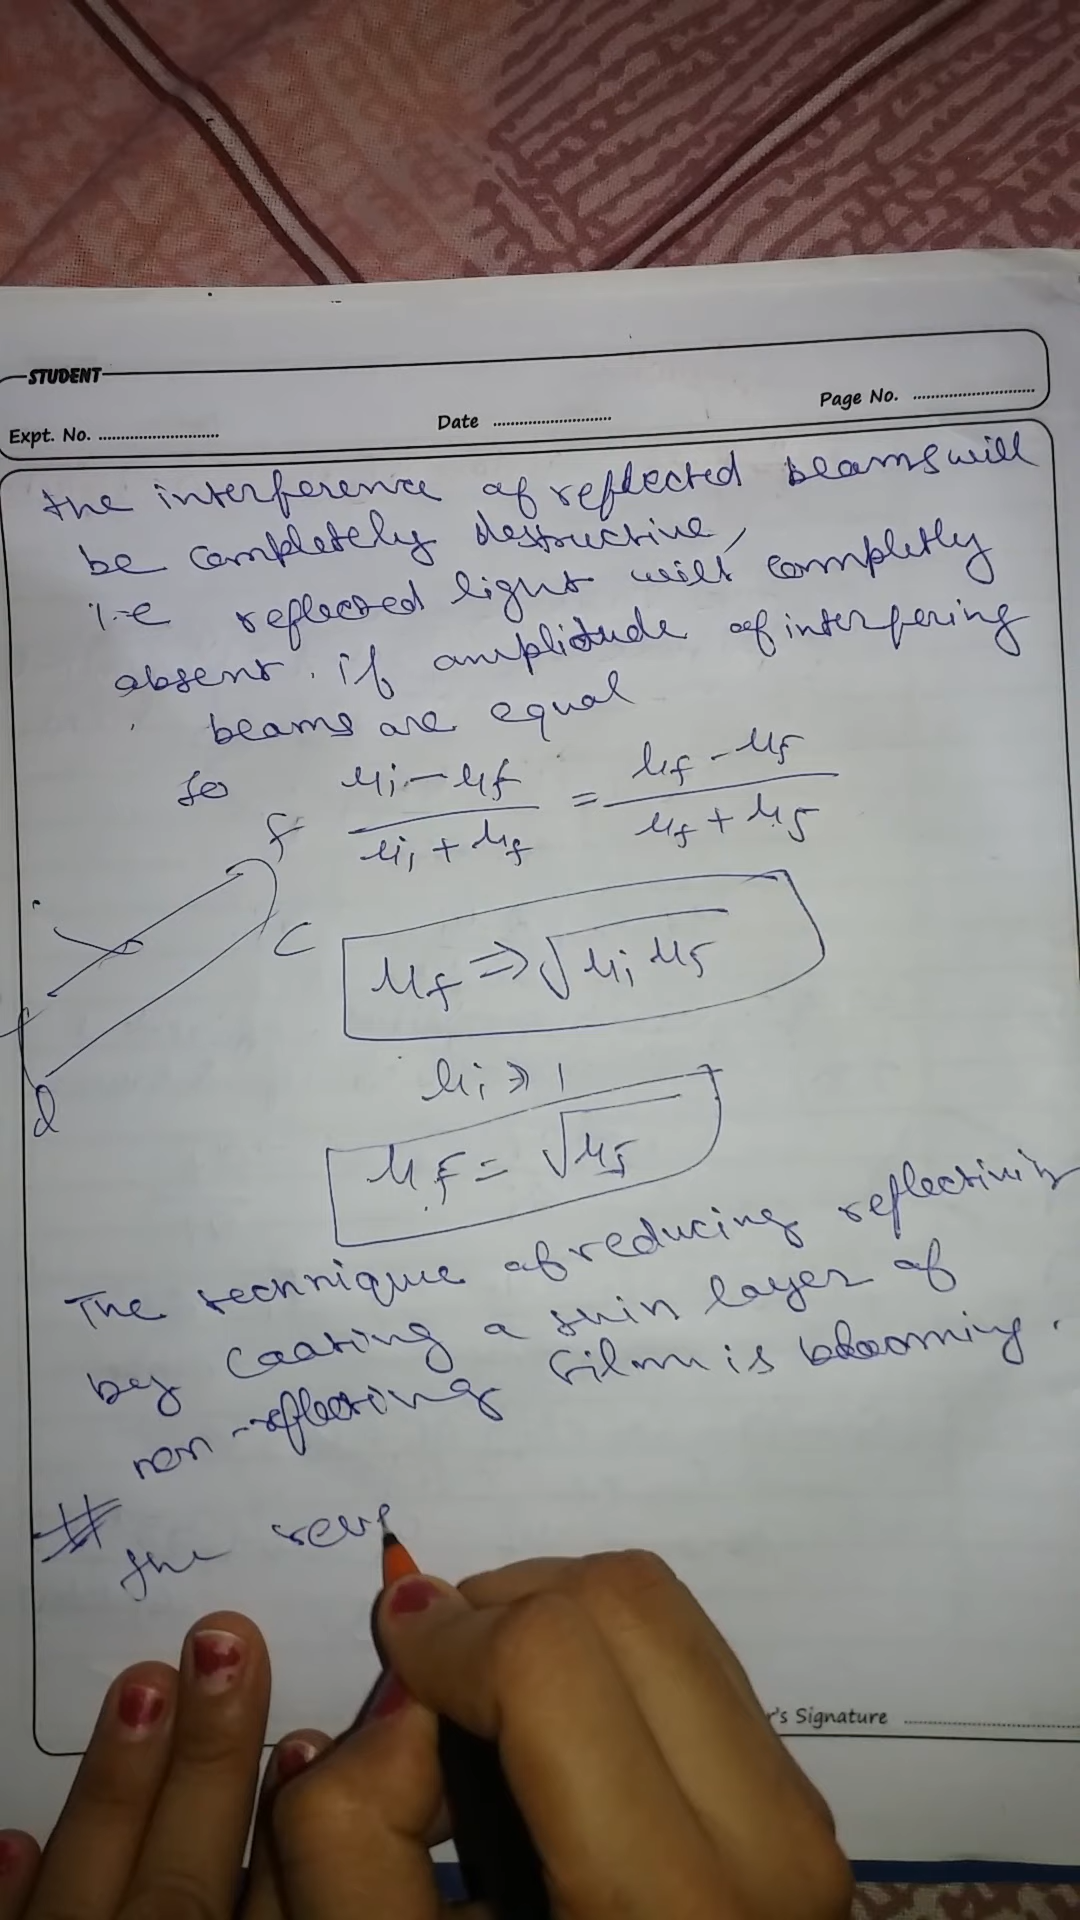 STUDENT
Expt. No.
Date
Page No.
the interference of reflected beams will
be completely destructive,
i.e reflected light will completly
absent. if amplitude of interfering
beams are equal
so μi - μf / μi + μf = μf - μs / μf + μs
f
c
μf ⇒ √μi μs
d
μi ⇒ 1
μf = √μs
The technique of reducing reflectivity
by coating a thin layer of
non-reflecting film is blooming.
# the reve
r's Signature